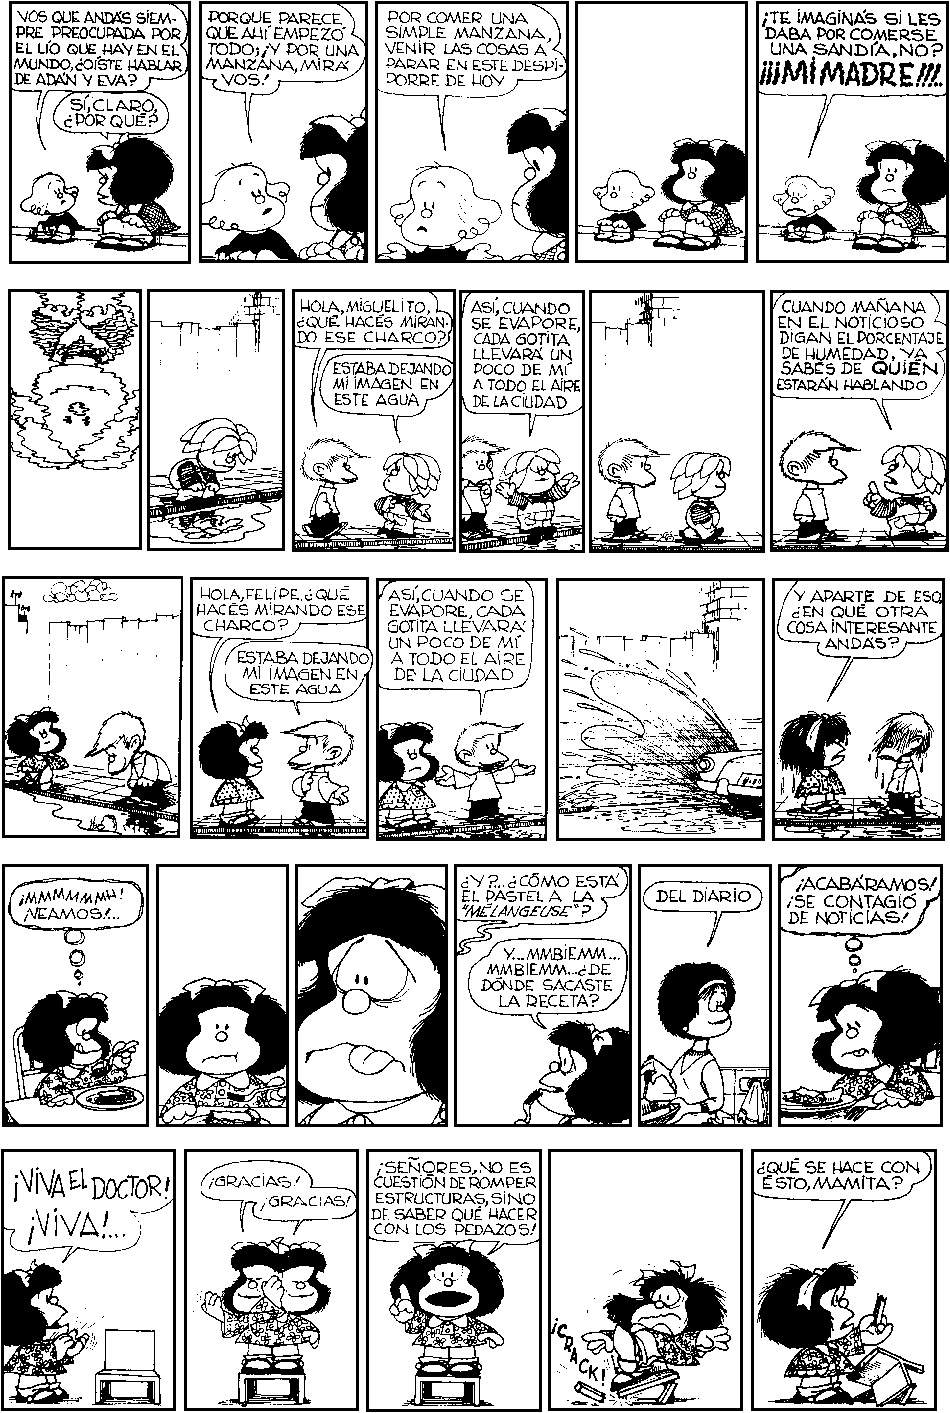 VOS QUE ANDÁS SIEM-
PRE PREOCUPADA POR
EL LÍO QUE HAY EN EL
MUNDO, ¿OÍSTE HABLAR
DE ADÁN Y EVA?
SÍ, CLARO,
¿POR QUÉ?
PORQUE PARECE
QUE AHÍ EMPEZÓ
TODO; ¡Y POR UNA
MANZANA, MIRÁ
VOS!
POR COMER UNA
SIMPLE MANZANA,
VENIR LAS COSAS A
PARAR EN ESTE DESPI-
PORRE DE HOY
¡TE IMAGINÁS SI LES
DABA POR COMERSE
UNA SANDÍA, NO?
¡¡¡MI MADRE!!!
HOLA, MIGUELITO,
¿QUÉ HACÉS MIRAN-
DO ESE CHARCO?
ESTABA DEJANDO
MI IMAGEN EN
ESTE AGUA
ASÍ, CUANDO
SE EVAPORE,
CADA GOTITA
LLEVARÁ UN
POCO DE MÍ
A TODO EL AIRE
DE LA CIUDAD
CUANDO MAÑANA
EN EL NOTICIOSO
DIGAN EL PORCENTAJE
DE HUMEDAD, YA
SABÉS DE QUIÉN
ESTARÁN HABLANDO
HOLA, FELIPE, ¿QUÉ
HACÉS MIRANDO ESE
CHARCO?
ESTABA DEJANDO
MI IMAGEN EN
ESTE AGUA
ASÍ, CUANDO SE
EVAPORE, CADA
GOTITA LLEVARÁ
UN POCO DE MÍ
A TODO EL AIRE
DE LA CIUDAD
Y APARTE DE ESO,
¿EN QUÉ OTRA
COSA INTERESANTE
ANDÁS?
¡MMMMMMMH!
¡VEAMOS!...
¿Y?... ¿CÓMO ESTÁ
EL PASTEL A LA
"MÉLANGEUSE"?
Y... MMBIEMM...
MMBIEMM... ¿DE
DÓNDE SACASTE
LA RECETA?
DEL DIARIO
¡ACABÁRAMOS!
¡SE CONTAGIÓ
DE NOTICIAS!
¡VIVA EL DOCTOR!
¡VIVA!...
¡GRACIAS!
¡GRACIAS!
¡SEÑORES, NO ES
CUESTIÓN DE ROMPER
ESTRUCTURAS, SINO
DE SABER QUÉ HACER
CON LOS PEDAZOS!
¡CRACK!
¿QUÉ SE HACE CON
ESTO, MAMITA?